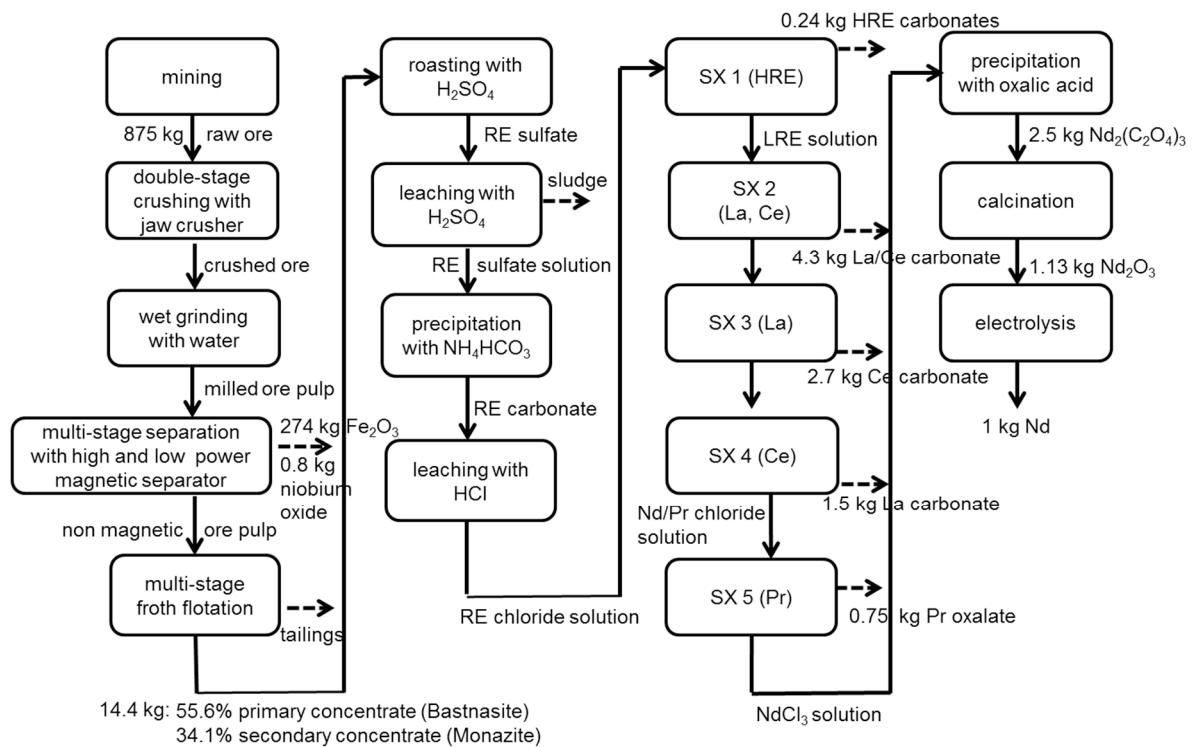 mining
875 kg raw ore
double-stage
crushing with
jaw crusher
crushed ore
wet grinding
with water
milled ore pulp
multi-stage separation
with high and low power
magnetic separator
274 kg Fe₂O₃
0.8 kg
niobium
oxide
non magnetic ore pulp
multi-stage
froth flotation
tailings
14.4 kg: 55.6% primary concentrate (Bastnasite)
34.1% secondary concentrate (Monazite)
roasting with
H₂SO₄
RE sulfate
leaching with
H₂SO₄
sludge
RE sulfate solution
precipitation
with NH₄HCO₃
RE carbonate
leaching with
HCl
RE chloride solution
SX 1 (HRE)
0.24 kg HRE carbonates
LRE solution
SX 2
(La, Ce)
4.3 kg La/Ce carbonate
SX 3 (La)
2.7 kg Ce carbonate
SX 4 (Ce)
1.5 kg La carbonate
Nd/Pr chloride
solution
SX 5 (Pr)
0.75 kg Pr oxalate
NdCl₃ solution
precipitation
with oxalic acid
2.5 kg Nd₂(C₂O₄)₃
calcination
1.13 kg Nd₂O₃
electrolysis
1 kg Nd